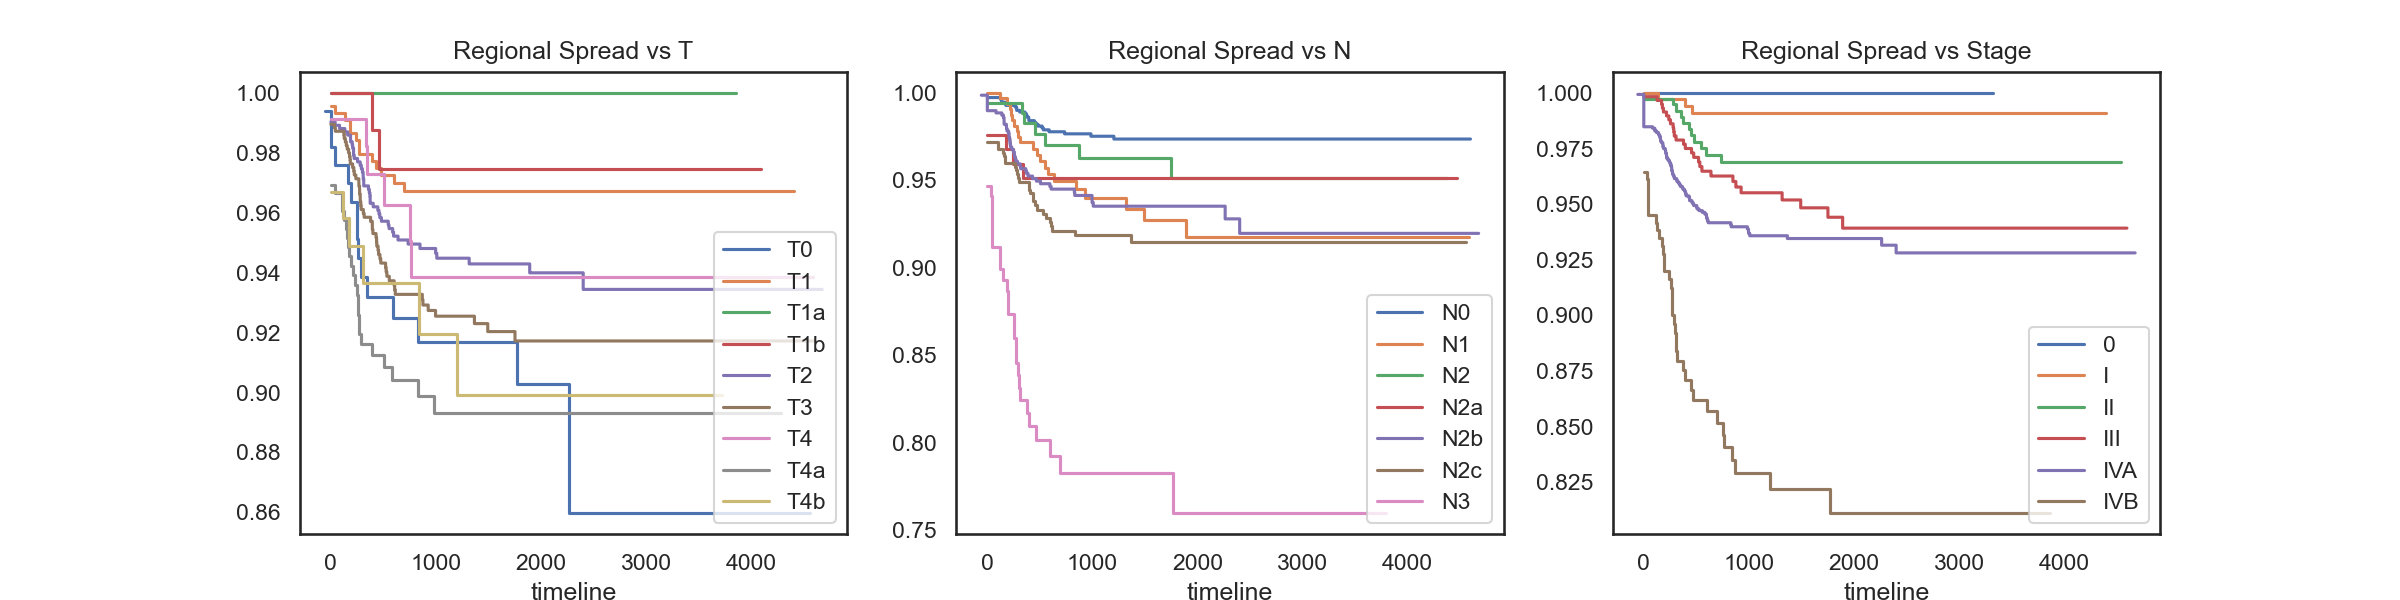 Regional Spread vs T
1.00
0.98
0.96
0.94
0.92
0.90
0.88
0.86
0
1000
2000
3000
4000
timeline
T0
T1
T1a
T1b
T2
T3
T4
T4a
T4b
Regional Spread vs N
1.00
0.95
0.90
0.85
0.80
0.75
0
1000
2000
3000
4000
timeline
N0
N1
N2
N2a
N2b
N2c
N3
Regional Spread vs Stage
1.000
0.975
0.950
0.925
0.900
0.875
0.850
0.825
0
1000
2000
3000
4000
timeline
0
I
II
III
IVA
IVB